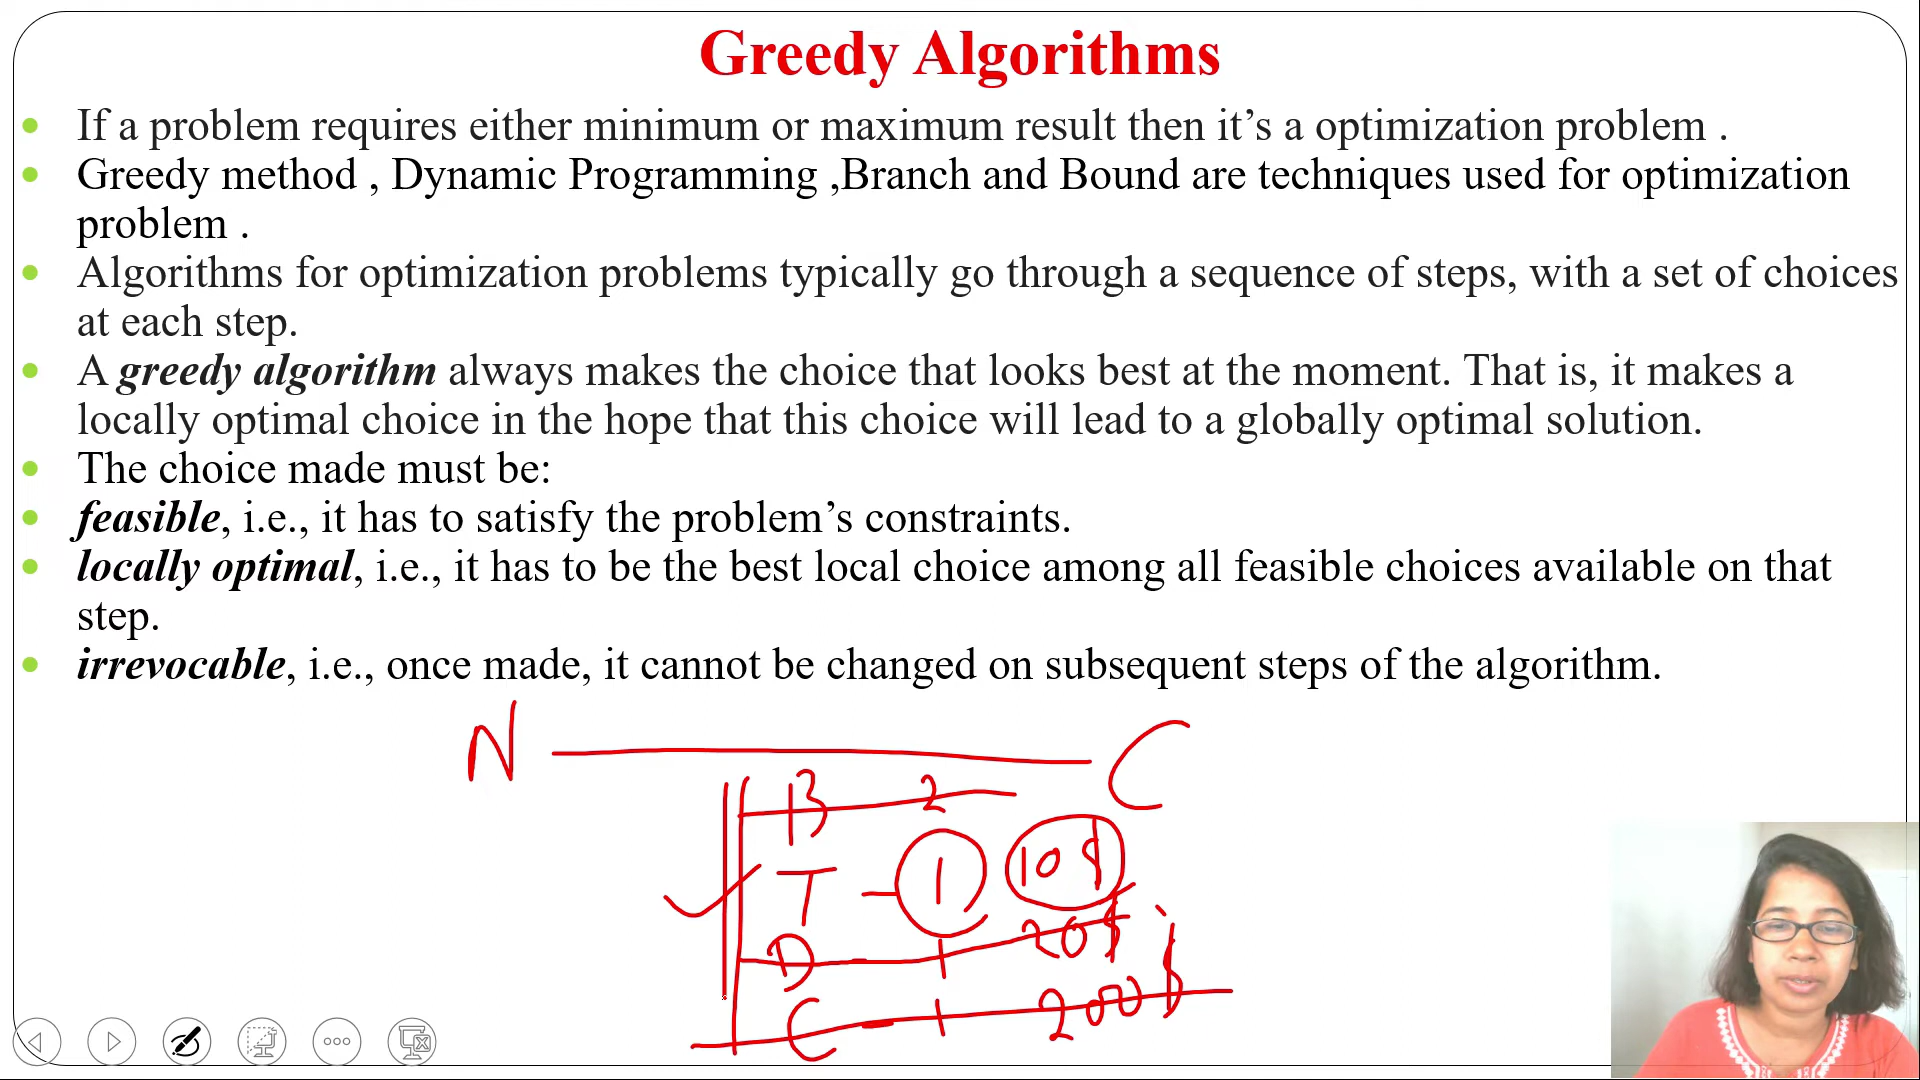 Greedy Algorithms
If a problem requires either minimum or maximum result then it’s a optimization problem .
Greedy method , Dynamic Programming ,Branch and Bound are techniques used for optimization
problem .
Algorithms for optimization problems typically go through a sequence of steps, with a set of choices
at each step.
A greedy algorithm always makes the choice that looks best at the moment. That is, it makes a
locally optimal choice in the hope that this choice will lead to a globally optimal solution.
The choice made must be:
feasible, i.e., it has to satisfy the problem’s constraints.
locally optimal, i.e., it has to be the best local choice among all feasible choices available on that
step.
irrevocable, i.e., once made, it cannot be changed on subsequent steps of the algorithm.
N C
B 2
T - 1 10$
D - 1 20$
C - 1 200$